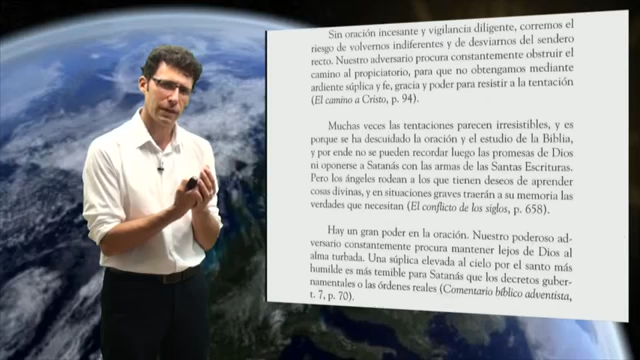 Sin oración incesante y vigilancia diligente, corremos el
riesgo de volvernos indiferentes y de desviarnos del sendero
recto. Nuestro adversario procura constantemente obstruir el
camino al propiciatorio, para que no obtengamos mediante
ardiente súplica y fe, gracia y poder para resistir a la tentación
(El camino a Cristo, p. 94).
Muchas veces las tentaciones parecen irresistibles, y es
porque se ha descuidado la oración y el estudio de la Biblia,
y por ende no se pueden recordar luego las promesas de Dios
ni oponerse a Satanás con las armas de las Santas Escrituras.
Pero los ángeles rodean a los que tienen deseos de aprender
cosas divinas, y en situaciones graves traerán a su memoria las
verdades que necesitan (El conflicto de los siglos, p. 658).
Hay un gran poder en la oración. Nuestro poderoso ad-
versario constantemente procura mantener lejos de Dios al
alma turbada. Una súplica elevada al cielo por el santo más
humilde es más temible para Satanás que los decretos guber-
namentales o las órdenes reales (Comentario bíblico adventista,
t. 7, p. 70).